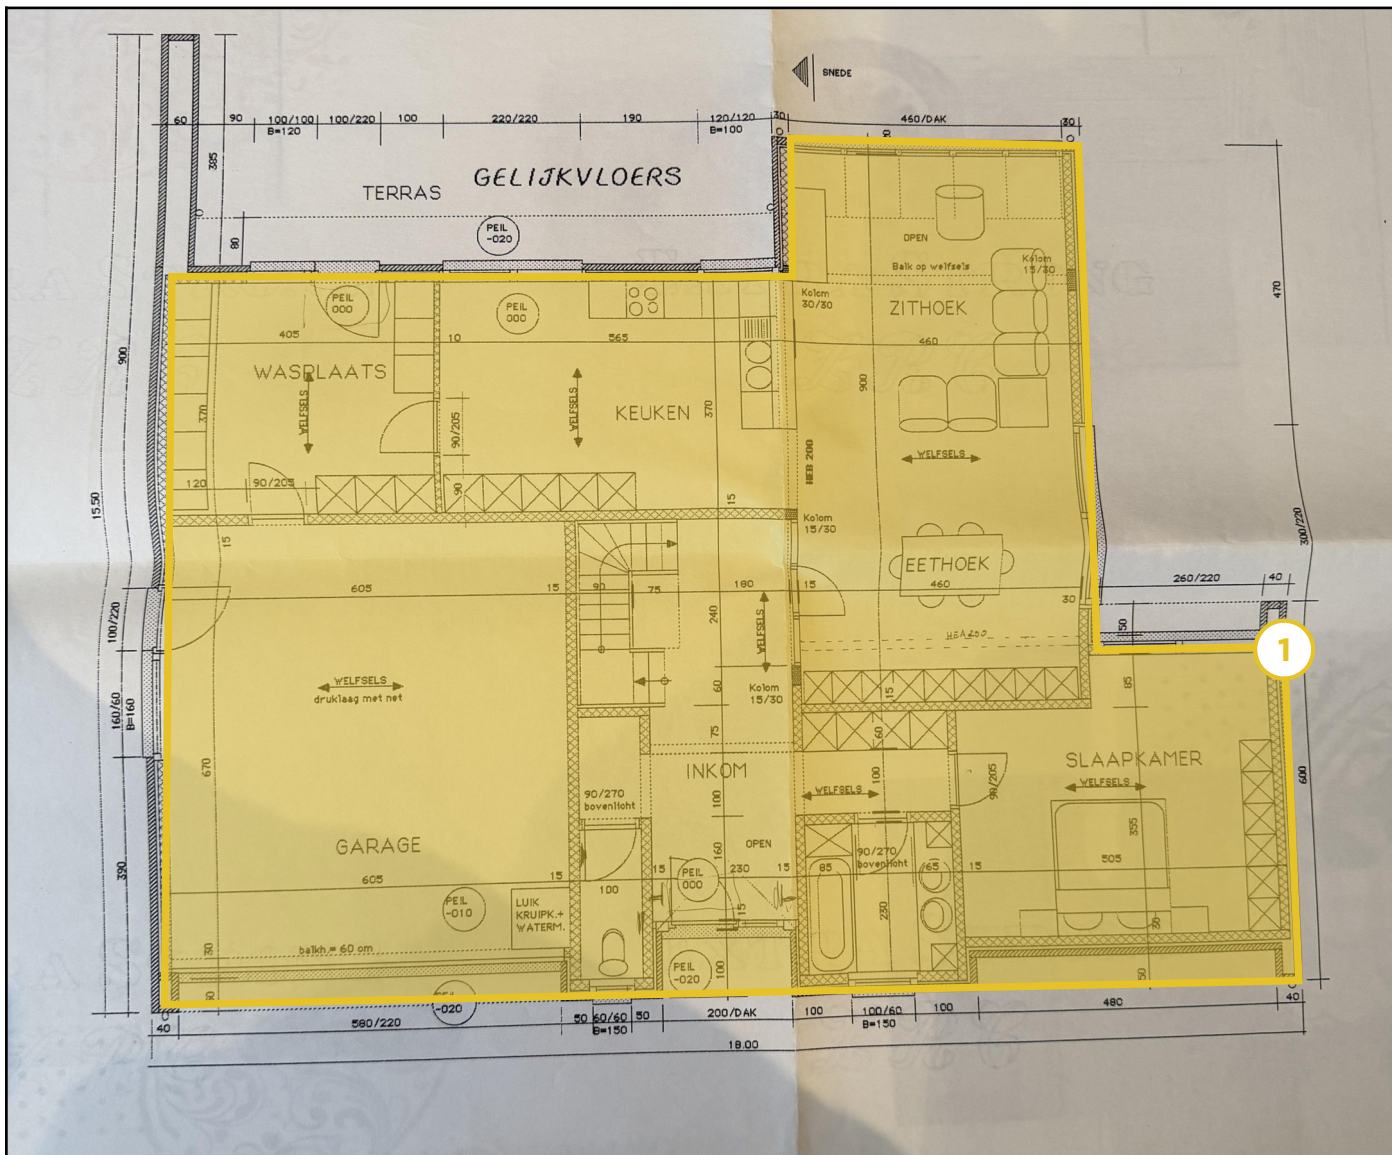 SNEDE
60
90
100/100
B=120
100/220
100
220/220
190
120/120
B=100
30
460/DAK
30
385
TERRAS
GELIJKVLOERS
PEIL
-020
80
OPEN
Balk op welfsels
Kolom
15/30
Kolom
30/30
ZITHOEK
470
PEIL
000
PEIL
000
405
10
565
460
900
WASPLAATS
WELFSELS
WELFSELS
KEUKEN
370
370
900
90/205
WELFSELS
HEB 200
120
90/205
90
15
Kolom
15/30
15.50
15
300/220
EETHOEK
605
15
90
75
180
15
460
30
260/220
40
100/220
240
WELFSELS
HEA200
50
1
WELFSELS
druklaag met net
60
Kolom
15/30
15
85
160/60
B=160
75
60
670
INKOM
100
SLAAPKAMER
90/270
bovenlicht
100
WELFSELS
90/205
WELFSELS
600
355
GARAGE
160
OPEN
90/270
bovenlicht
505
390
605
15
100
15
PEIL
000
230
15
85
65
15
PEIL
-010
LUIK
KRUIPK.+
WATERM.
15
230
30
balkh.= 60 cm
30
PEIL
-020
100
50
PEIL
-020
40
580/220
50
60/60
B=150
50
200/DAK
100
100/60
B=150
100
480
40
18.00